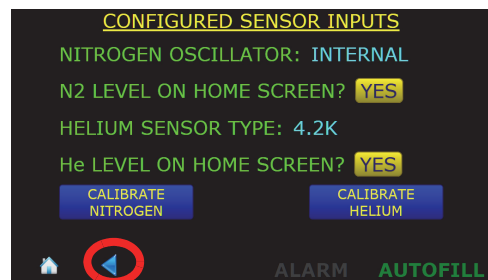 CONFIGURED SENSOR INPUTS
NITROGEN OSCILLATOR: INTERNAL
N2 LEVEL ON HOME SCREEN? YES
HELIUM SENSOR TYPE: 4.2K
He LEVEL ON HOME SCREEN? YES
CALIBRATE
NITROGEN
CALIBRATE
HELIUM
ALARM AUTOFILL